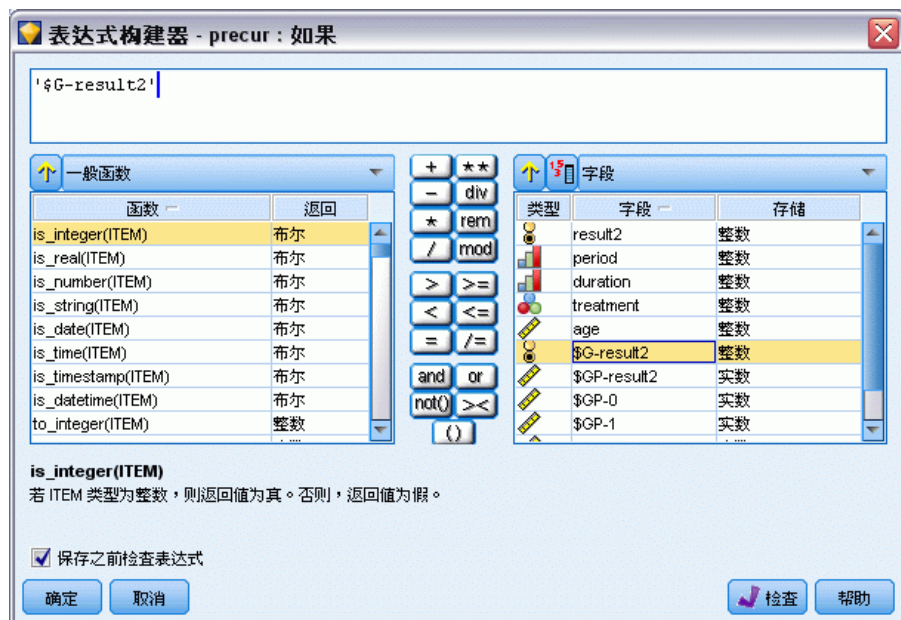 表达式构建器 - precur：如果
'$G-result2'
一般函数
函数 返回
is_integer(ITEM) 布尔
is_real(ITEM) 布尔
is_number(ITEM) 布尔
is_string(ITEM) 布尔
is_date(ITEM) 布尔
is_time(ITEM) 布尔
is_timestamp(ITEM) 布尔
is_datetime(ITEM) 布尔
to_integer(ITEM) 整数
+ **
- div
* rem
/ mod
> >=
< <=
= /=
and or
not() ><
()
字段
类型 字段 存储
result2 整数
period 整数
duration 整数
treatment 整数
age 整数
$G-result2 整数
$GP-result2 实数
$GP-0 实数
$GP-1 实数
is_integer(ITEM)
若 ITEM 类型为整数，则返回值为真。否则，返回值为假。
保存之前检查表达式
确定 取消 检查 帮助